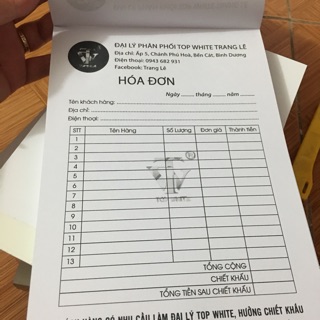 ĐẠI LÝ PHÂN PHỐI TOP WHITE TRANG LÊ
Địa chỉ: Ấp 5, Chánh Phú Hoà, Bến Cát, Bình Dương
Điện thoại: 0943 682 931
Facebook: Trang Lê
HÓA ĐƠN
Ngày ...... tháng ...... năm ......
Tên khách hàng:
Địa chỉ:
Điện thoại:
STT Tên Hàng Số Lượng Đơn giá Thành tiền
1
2
3
4
5
6
7
8
9
10
11
12
13
TOP WHITE
TỔNG CỘNG
CHIẾT KHẤU
TỔNG TIỀN SAU CHIẾT KHẤU
HÀNG CÓ NHU CẦU LÀM ĐẠI LÝ TOP WHITE, HƯỞNG CHIẾT KHẤU